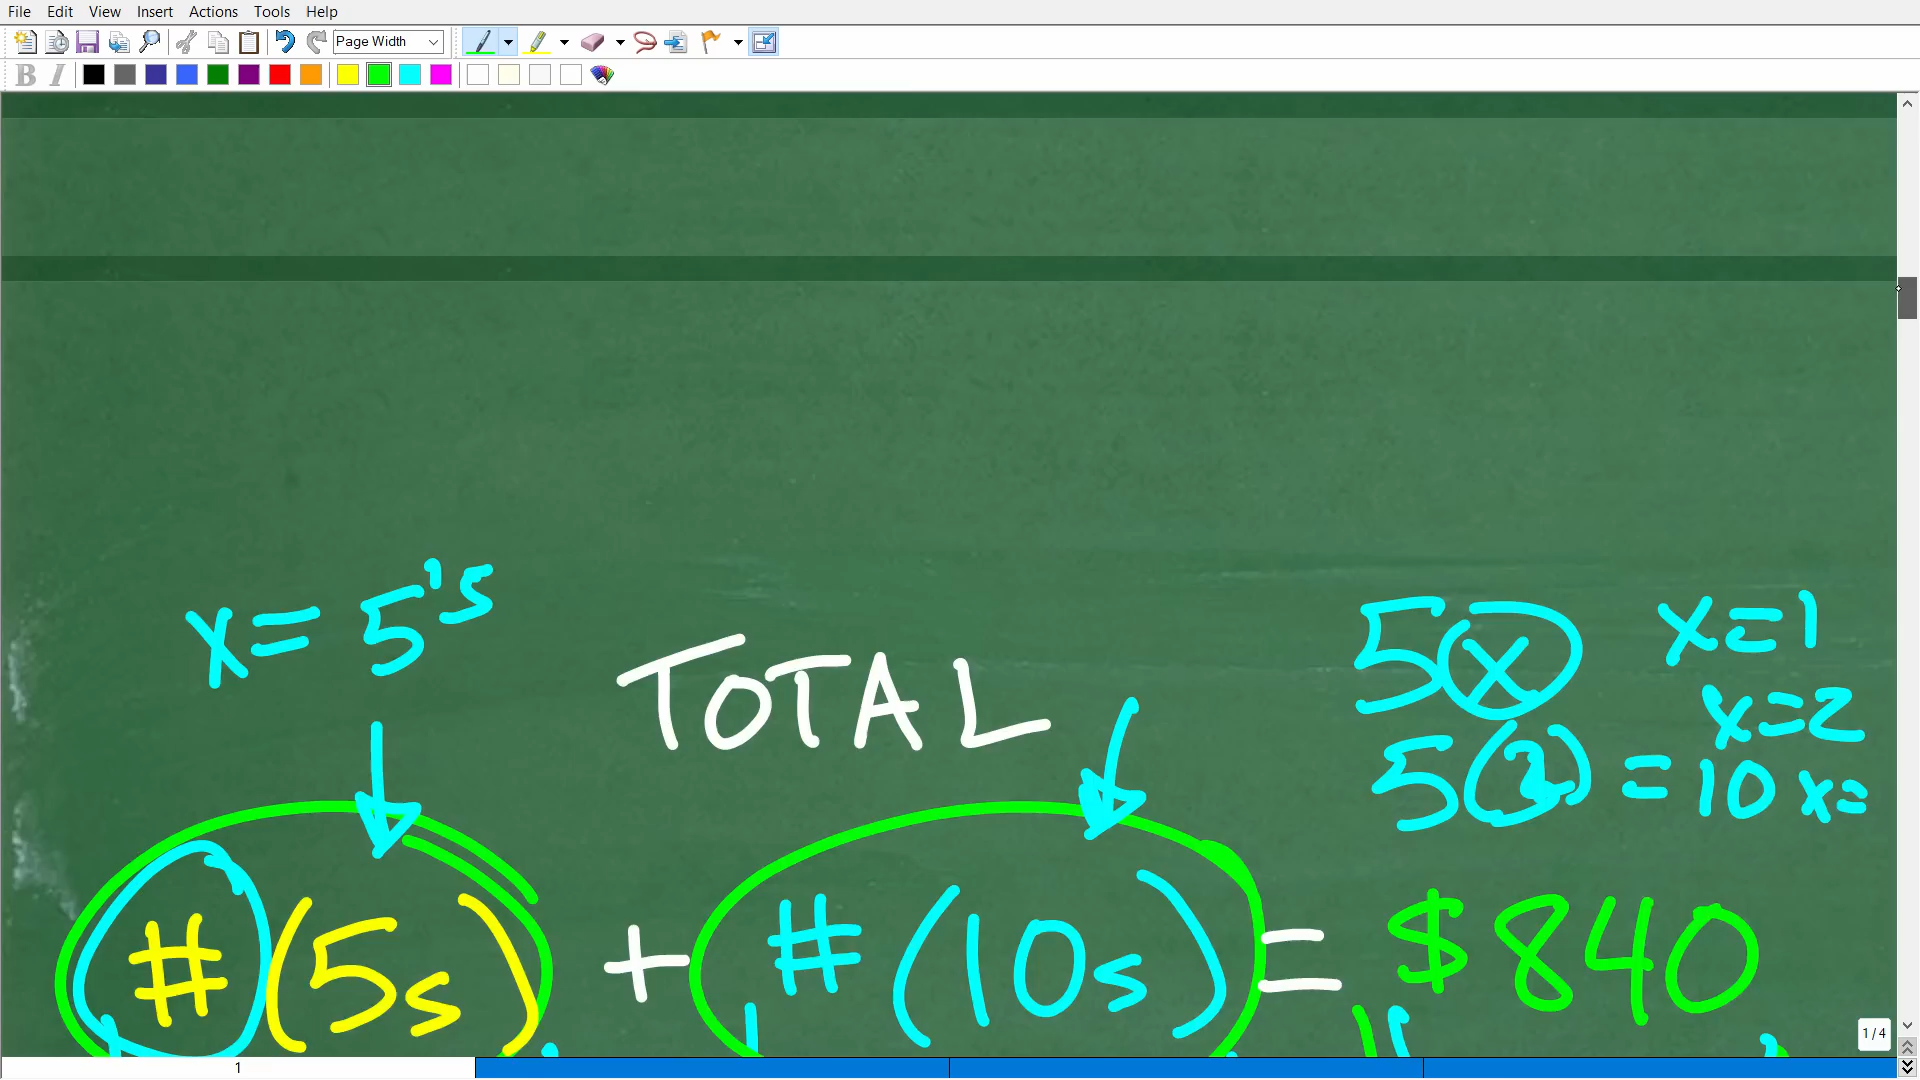 File Edit View Insert Actions Tools Help
Page Width
B I
x = 5's
TOTAL
5x x=1
x=2
5(2) = 10 x=
#(5s) + #(10s) = $840
1 / 4
1